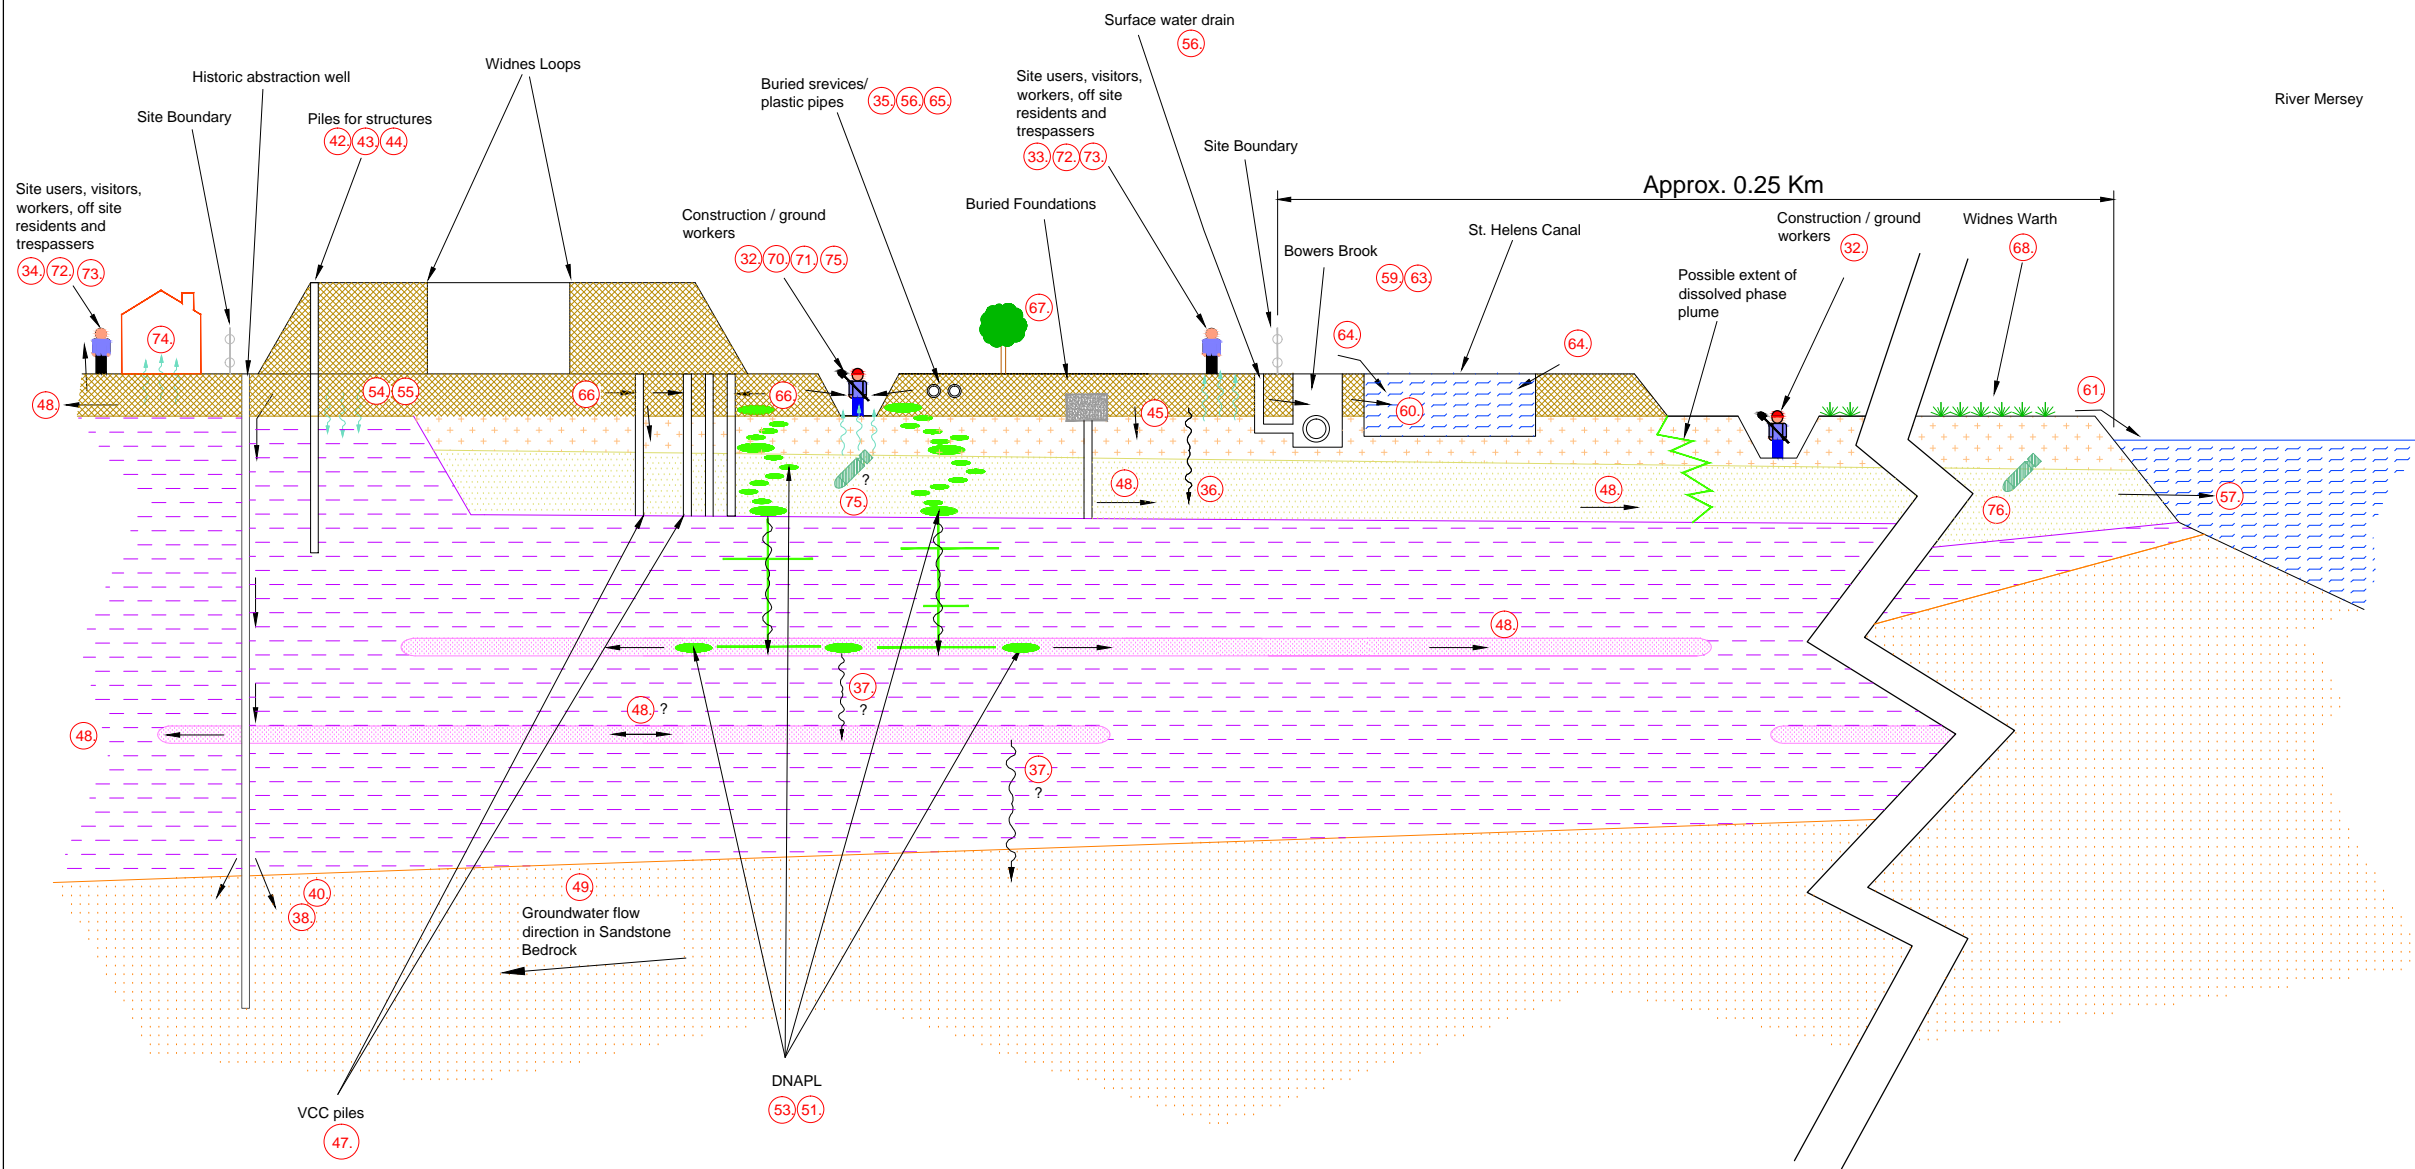 Surface water drain
56.
Historic abstraction well
Widnes Loops
Buried srevices/
plastic pipes
35. 56. 65.
Site users, visitors,
workers, off site
residents and
trespassers
33. 72. 73.
River Mersey
Site Boundary
Piles for structures
42. 43. 44.
Site Boundary
Approx. 0.25 Km
Site users, visitors,
workers, off site
residents and
trespassers
34. 72. 73.
Construction / ground
workers
32. 70. 71. 75.
Buried Foundations
Bowers Brook
59. 63.
St. Helens Canal
Possible extent of
dissolved phase
plume
Construction / ground
workers
32.
Widnes Warth
68.
74.
67.
64.
64.
48.
54. 55.
66.
66.
45.
60.
61.
?
75.
48.
36.
48.
76.
57.
48.
37.
?
48. ?
48.
37.
?
40.
38.
49.
Groundwater flow
direction in Sandstone
Bedrock
DNAPL
53. 51.
VCC piles
47.